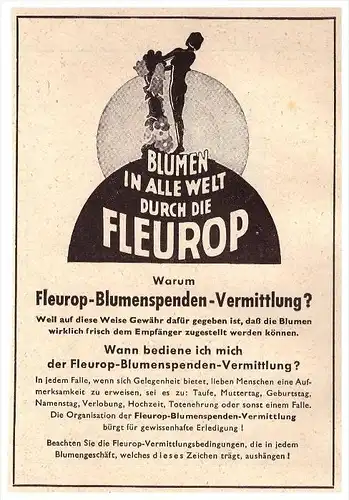 BLUMEN
IN ALLE WELT
DURCH DIE
FLEUROP
Warum
Fleurop-Blumenspenden-Vermittlung?
Weil auf diese Weise Gewähr dafür gegeben ist, daß die Blumen
wirklich frisch dem Empfänger zugestellt werden können.
Wann bediene ich mich
der Fleurop-Blumenspenden-Vermittlung?
In jedem Falle, wenn sich Gelegenheit bietet, lieben Menschen eine Auf-
merksamkeit zu erweisen, sei es zu: Taufe, Muttertag, Geburtstag,
Namenstag, Verlobung, Hochzeit, Totenehrung oder sonst einem Falle.
Die Organisation der Fleurop-Blumenspenden-Vermittlung
bürgt für gewissenhafte Erledigung!
Beachten Sie die Fleurop-Vermittlungsbedingungen, die in jedem
Blumengeschäft, welches dieses Zeichen trägt, aushängen!